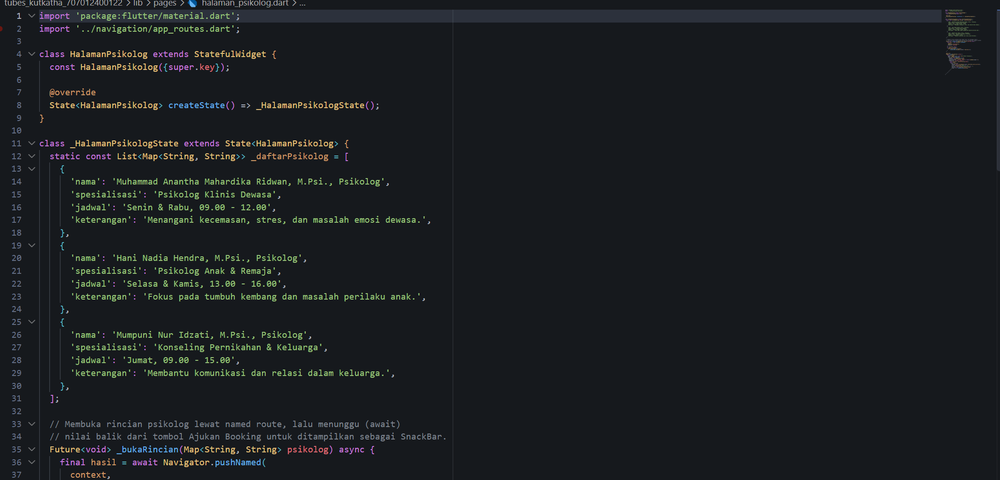 tubes_kutkatha_707012400122 > lib > pages > halaman_psikolog.dart > ...
1 import 'package:flutter/material.dart';
2 import '../navigation/app_routes.dart';
3
4 class HalamanPsikolog extends StatefulWidget {
5   const HalamanPsikolog({super.key});
6
7   @override
8   State<HalamanPsikolog> createState() => _HalamanPsikologState();
9 }
10
11 class _HalamanPsikologState extends State<HalamanPsikolog> {
12   static const List<Map<String, String>> _daftarPsikolog = [
13     {
14       'nama': 'Muhammad Anantha Mahardika Ridwan, M.Psi., Psikolog',
15       'spesialisasi': 'Psikolog Klinis Dewasa',
16       'jadwal': 'Senin & Rabu, 09.00 - 12.00',
17       'keterangan': 'Menangani kecemasan, stres, dan masalah emosi dewasa.',
18     },
19     {
20       'nama': 'Hani Nadia Hendra, M.Psi., Psikolog',
21       'spesialisasi': 'Psikolog Anak & Remaja',
22       'jadwal': 'Selasa & Kamis, 13.00 - 16.00',
23       'keterangan': 'Fokus pada tumbuh kembang dan masalah perilaku anak.',
24     },
25     {
26       'nama': 'Mumpuni Nur Idzati, M.Psi., Psikolog',
27       'spesialisasi': 'Konseling Pernikahan & Keluarga',
28       'jadwal': 'Jumat, 09.00 - 15.00',
29       'keterangan': 'Membantu komunikasi dan relasi dalam keluarga.',
30     },
31   ];
32
33   // Membuka rincian psikolog lewat named route, lalu menunggu (await)
34   // nilai balik dari tombol Ajukan Booking untuk ditampilkan sebagai SnackBar.
35   Future<void> _bukaRincian(Map<String, String> psikolog) async {
36     final hasil = await Navigator.pushNamed(
37       context,